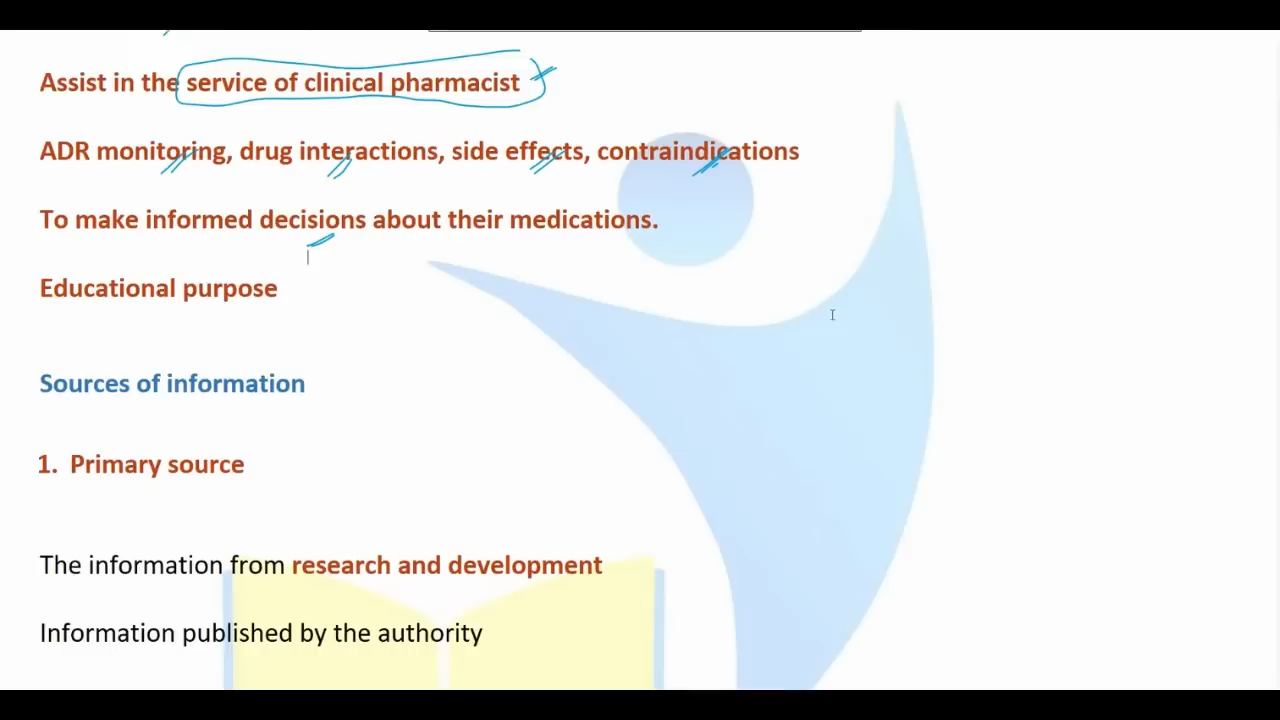 Assist in the service of clinical pharmacist
ADR monitoring, drug interactions, side effects, contraindications
To make informed decisions about their medications.
Educational purpose
Sources of information
1. Primary source
The information from research and development
Information published by the authority